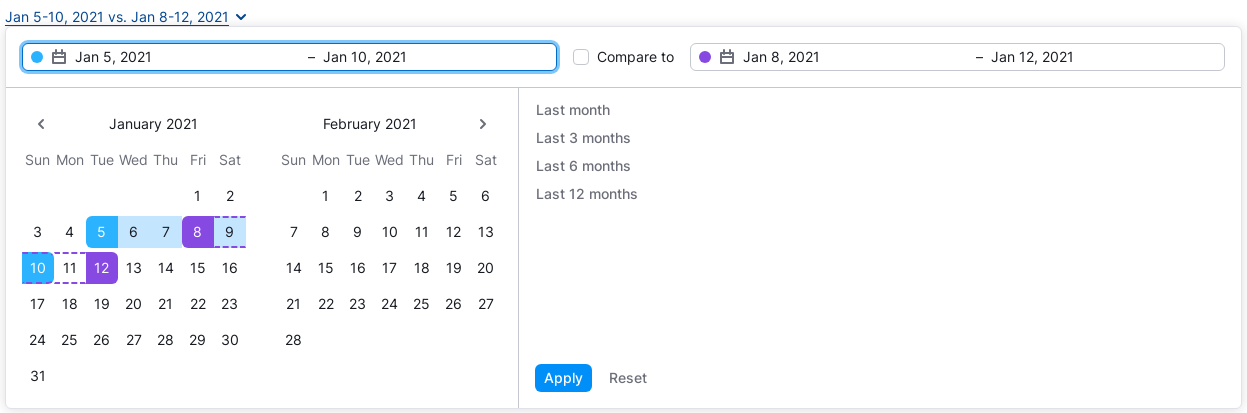 Jan 5-10, 2021 vs. Jan 8-12, 2021
Jan 5, 2021 – Jan 10, 2021 Compare to Jan 8, 2021 – Jan 12, 2021
January 2021 February 2021
Sun Mon Tue Wed Thu Fri Sat Sun Mon Tue Wed Thu Fri Sat
1 2 1 2 3 4 5 6
3 4 5 6 7 8 9 7 8 9 10 11 12 13
10 11 12 13 14 15 16 14 15 16 17 18 19 20
17 18 19 20 21 22 23 21 22 23 24 25 26 27
24 25 26 27 28 29 30 28
31
Last month
Last 3 months
Last 6 months
Last 12 months
Apply Reset